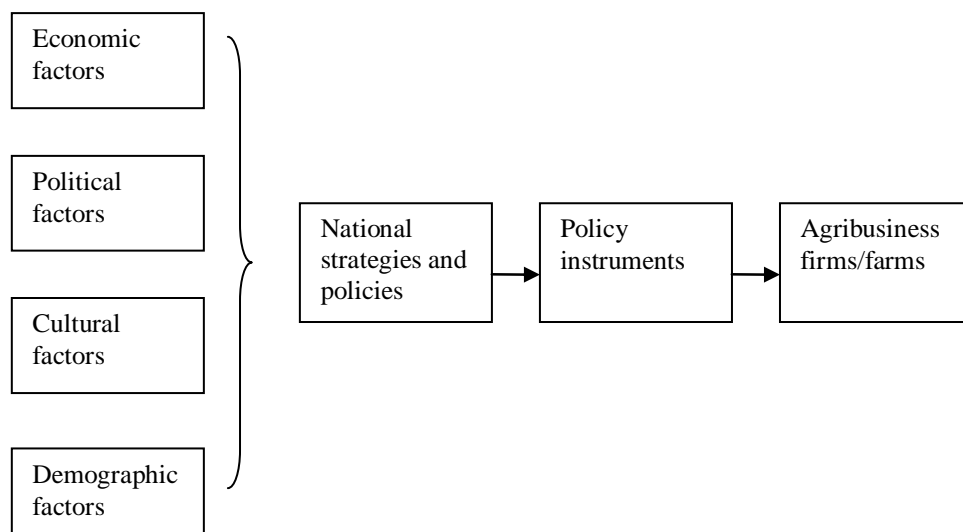 Economic
factors
Political
factors
Cultural
factors
Demographic
factors
National
strategies and
policies
Policy
instruments
Agribusiness
firms/farms